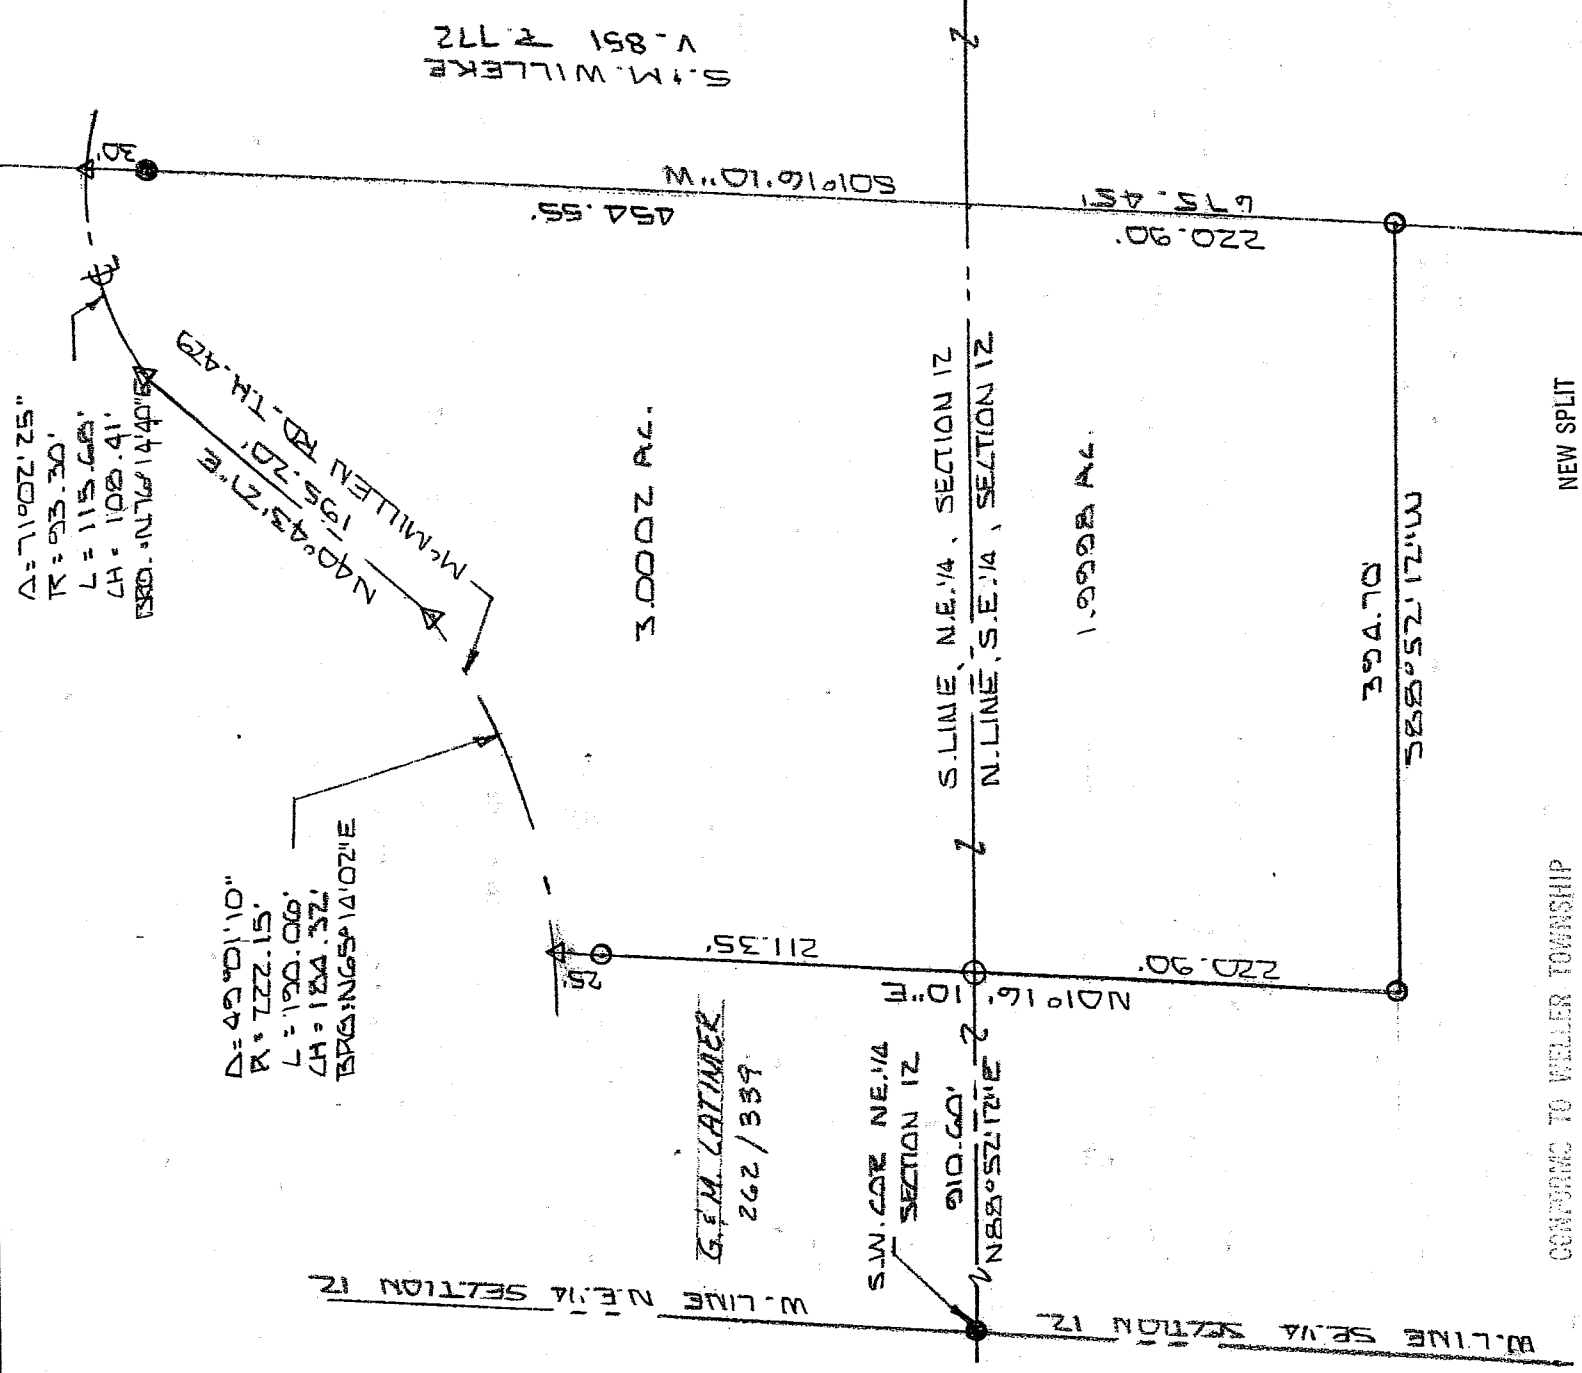 S. & M. WILLEKE
V. 851 P. 772
30'
S01°16'10"W
454.55'
675.45'
220.90'
Δ=71°02'25"
R=93.30'
L=115.68'
CH=108.41'
BRG.=N76°14'40"E
℄
McMILLEN RD. T.H. 479
195.20'
N40°43'27"E
3.0002 AC.
S.LINE, N.E.1/4, SECTION 12
N.LINE, S.E.1/4, SECTION 12
1.9998 AC.
394.70'
S88°52'12"W
NEW SPLIT
Δ=49°01'10"
R=222.15'
L=190.06'
CH=184.32'
BRG=N65°14'02"E
25'
211.35'
220.90'
N01°16'10"E
G. & M. LATIMER
262/339
S.W. COR NE.1/4
SECTION 12
910.60'
N88°52'12"E
W. LINE N.E.1/4 SECTION 12
W. LINE SE.1/4 SECTION 12
CONFORMS TO WELLER TOWNSHIP